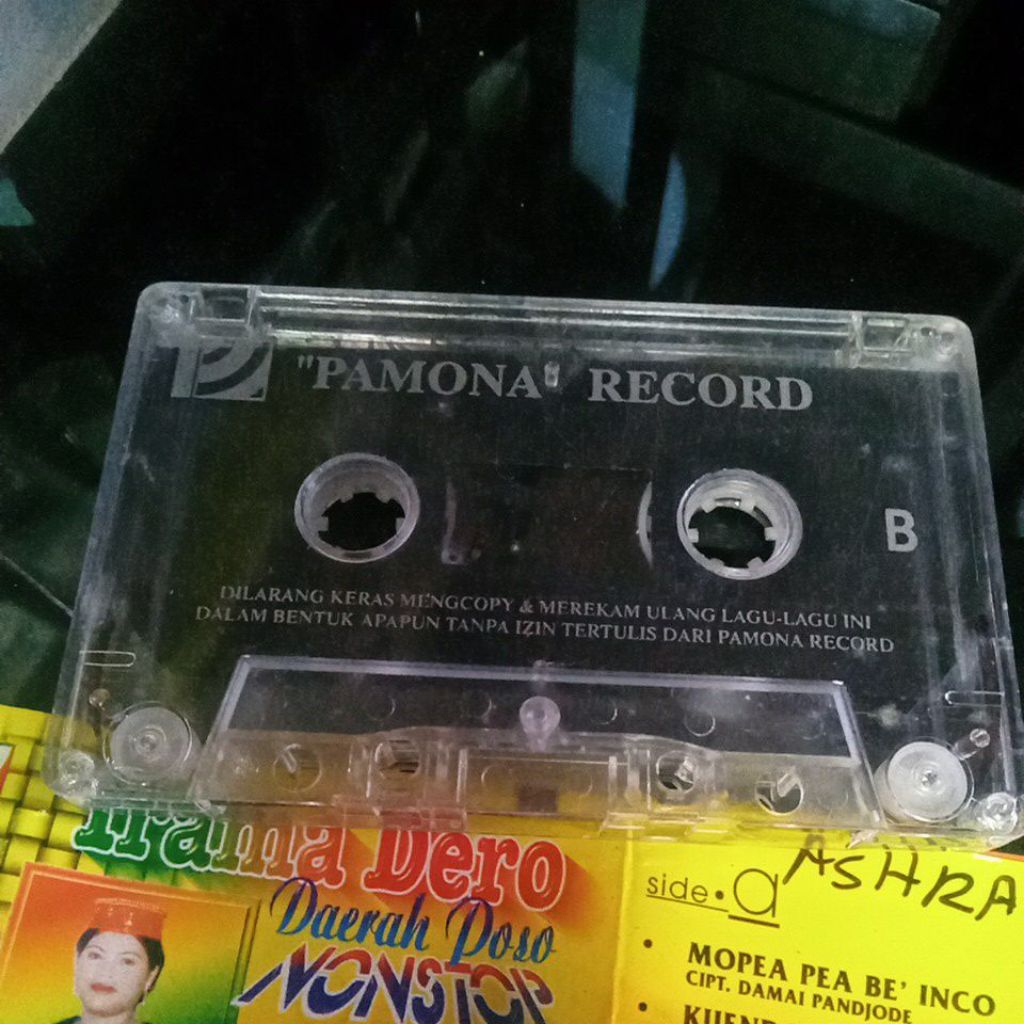 "PAMONA" RECORD
B
DILARANG KERAS MENGCOPY & MEREKAM ULANG LAGU-LAGU INI
DALAM BENTUK APAPUN TANPA IZIN TERTULIS DARI PAMONA RECORD
Irama Dero
Daerah Poso
NONSTOP
side • a
ASHRA
• MOPEA PEA BE' INCO
CIPT. DAMAI PANDJODE